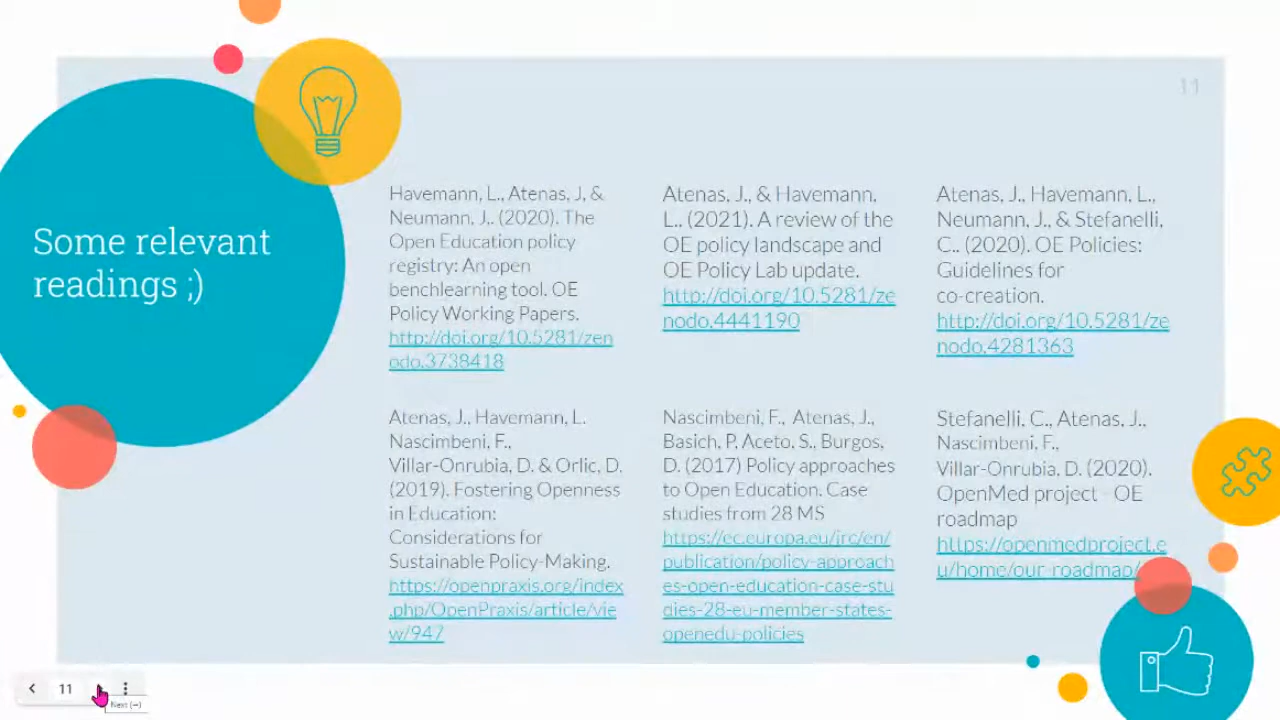 11
Some relevant
readings ;)
Havemann, L., Atenas, J, &
Neumann, J.. (2020). The
Open Education policy
registry: An open
benchlearning tool. OE
Policy Working Papers.
http://doi.org/10.5281/zen
odo.3738418
Atenas, J., & Havemann,
L.. (2021). A review of the
OE policy landscape and
OE Policy Lab update.
http://doi.org/10.5281/ze
nodo.4441190
Atenas, J., Havemann, L.,
Neumann, J., & Stefanelli,
C.. (2020). OE Policies:
Guidelines for
co-creation.
http://doi.org/10.5281/ze
nodo.4281363
Atenas, J., Havemann, L.
Nascimbeni, F.,
Villar-Onrubia, D. & Orlic, D.
(2019). Fostering Openness
in Education:
Considerations for
Sustainable Policy-Making.
https://openpraxis.org/index
.php/OpenPraxis/article/vie
w/947
Nascimbeni, F., Atenas, J.,
Basich, P, Aceto, S., Burgos,
D. (2017) Policy approaches
to Open Education. Case
studies from 28 MS
https://ec.europa.eu/jrc/en/
publication/policy-approach
es-open-education-case-stu
dies-28-eu-member-states-
openedu-policies
Stefanelli, C., Atenas, J.,
Nascimbeni, F.,
Villar-Onrubia, D. (2020).
OpenMed project - OE
roadmap
https://openmedproject.e
u/home/our-roadmap/
11
Next (→)